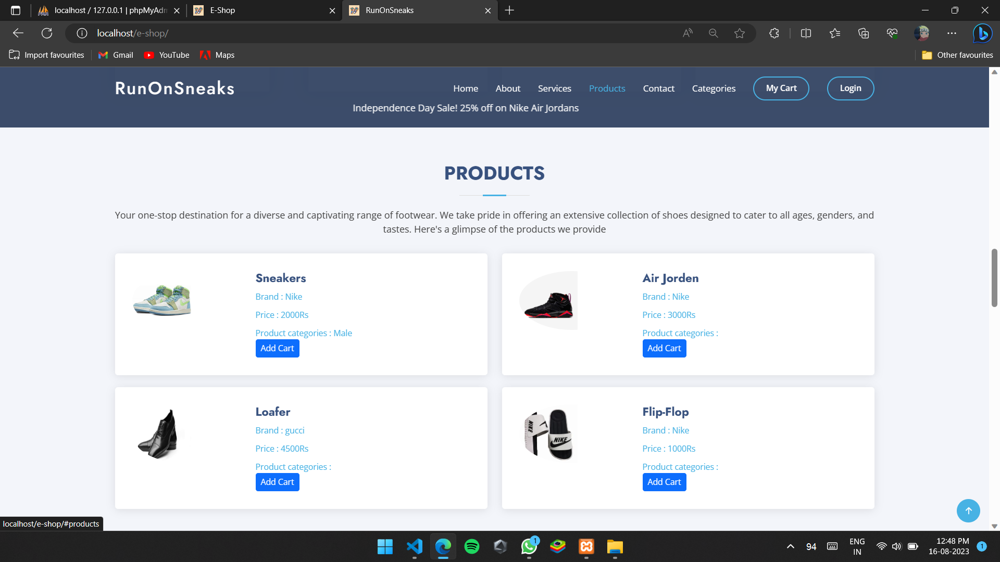 localhost / 127.0.0.1 | phpMyAdm
E-Shop
RunOnSneaks
localhost/e-shop/
Import favourites
Gmail
YouTube
Maps
Other favourites
RunOnSneaks
Home
About
Services
Products
Contact
Categories
My Cart
Login
Independence Day Sale! 25% off on Nike Air Jordans
PRODUCTS
Your one-stop destination for a diverse and captivating range of footwear. We take pride in offering an extensive collection of shoes designed to cater to all ages, genders, and
tastes. Here's a glimpse of the products we provide
Sneakers
Brand : Nike
Price : 2000Rs
Product categories : Male
Add Cart
Air Jorden
Brand : Nike
Price : 3000Rs
Product categories :
Add Cart
Loafer
Brand : gucci
Price : 4500Rs
Product categories :
Add Cart
NIKE
NIKE
Flip-Flop
Brand : Nike
Price : 1000Rs
Product categories :
Add Cart
localhost/e-shop/#products
1
94
ENG
IN
12:48 PM
16-08-2023
1